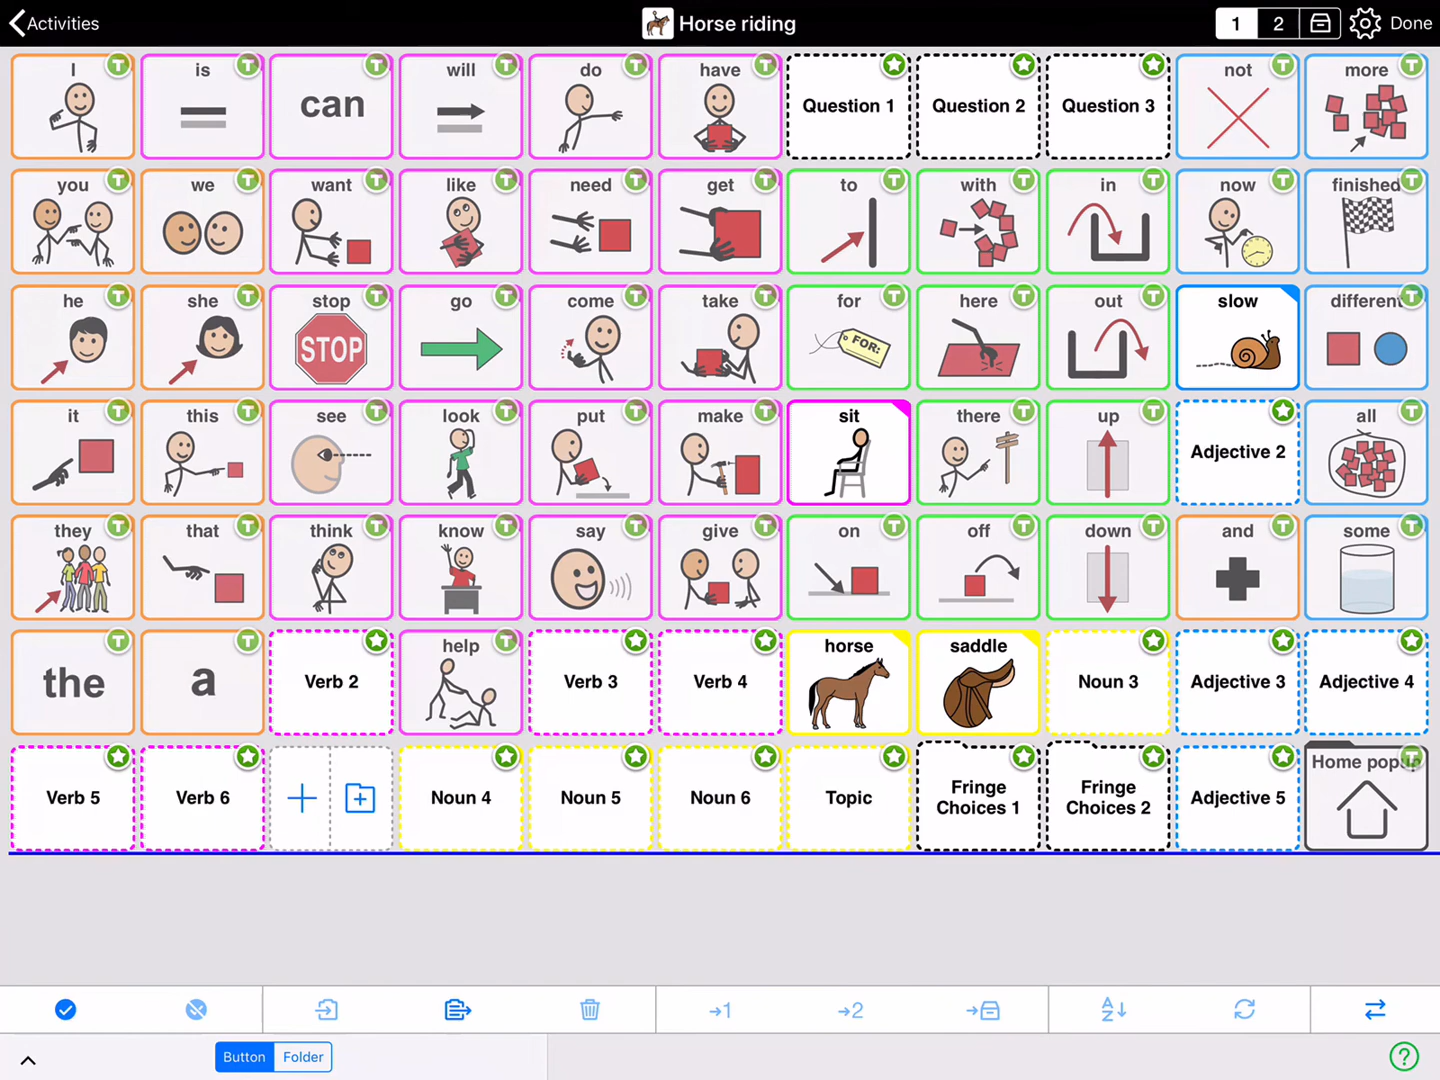 Activities
Horse riding
1
2
Done
I
is
can
will
do
have
Question 1
Question 2
Question 3
not
more
you
we
want
like
need
get
to
with
in
now
finished
he
she
stop
STOP
go
come
take
for
FOR:
here
out
slow
different
it
this
see
look
put
make
sit
there
up
Adjective 2
all
they
that
think
know
say
give
on
off
down
and
some
the
a
Verb 2
help
Verb 3
Verb 4
horse
saddle
Noun 3
Adjective 3
Adjective 4
Verb 5
Verb 6
Noun 4
Noun 5
Noun 6
Topic
Fringe
Choices 1
Fringe
Choices 2
Adjective 5
Home popup
→1
→2
A
Z
Button
Folder
?